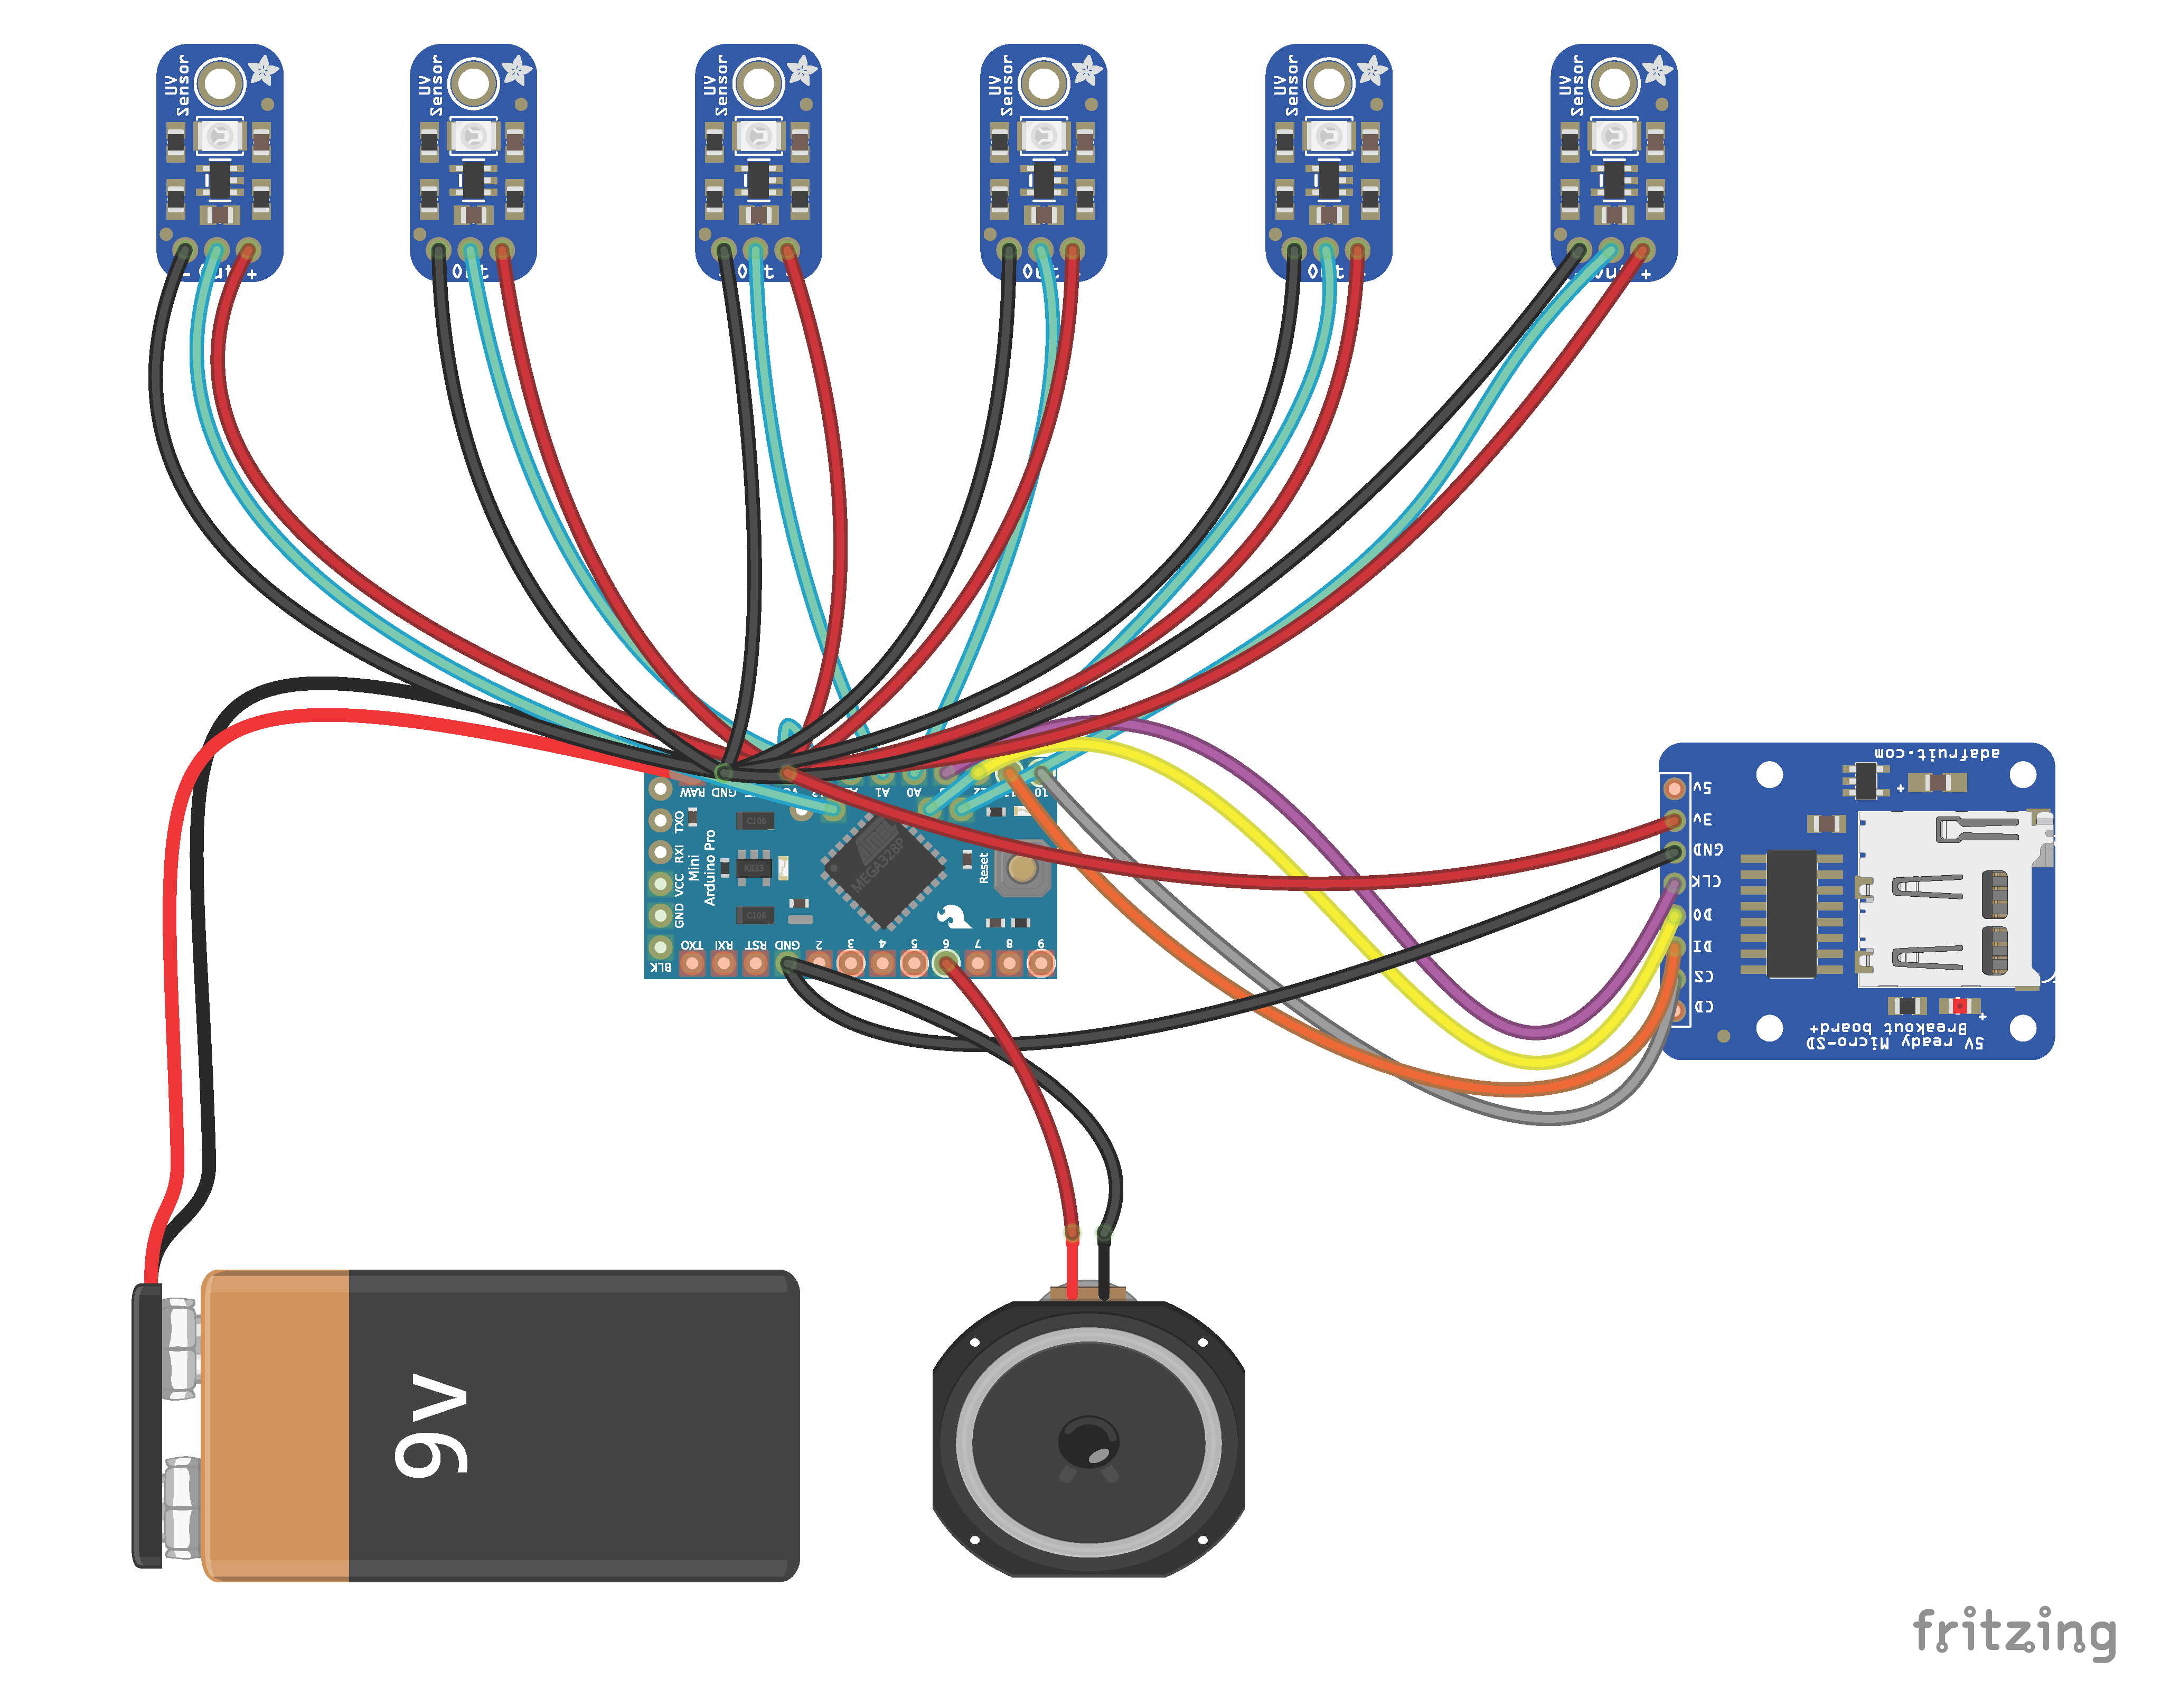 UV
Sensor
- Out +
UV
Sensor
Out
UV
Sensor
Out
UV
Sensor
Out
UV
Sensor
Out
UV
Sensor
Out +
RAW
GND
A1
A0
10
TXO
RXI
VCC
GND
BLK
Mini
Arduino Pro
C106
K833
C106
MEGA328P
Reset
TXO
RXI
RST
GND
2
3
4
5
6
7
8
9
adafruit.com
+
5V
3V
GND
CLK
DO
DI
CS
CD
+
5V ready Micro-SD
Breakout board+
9V
fritzing